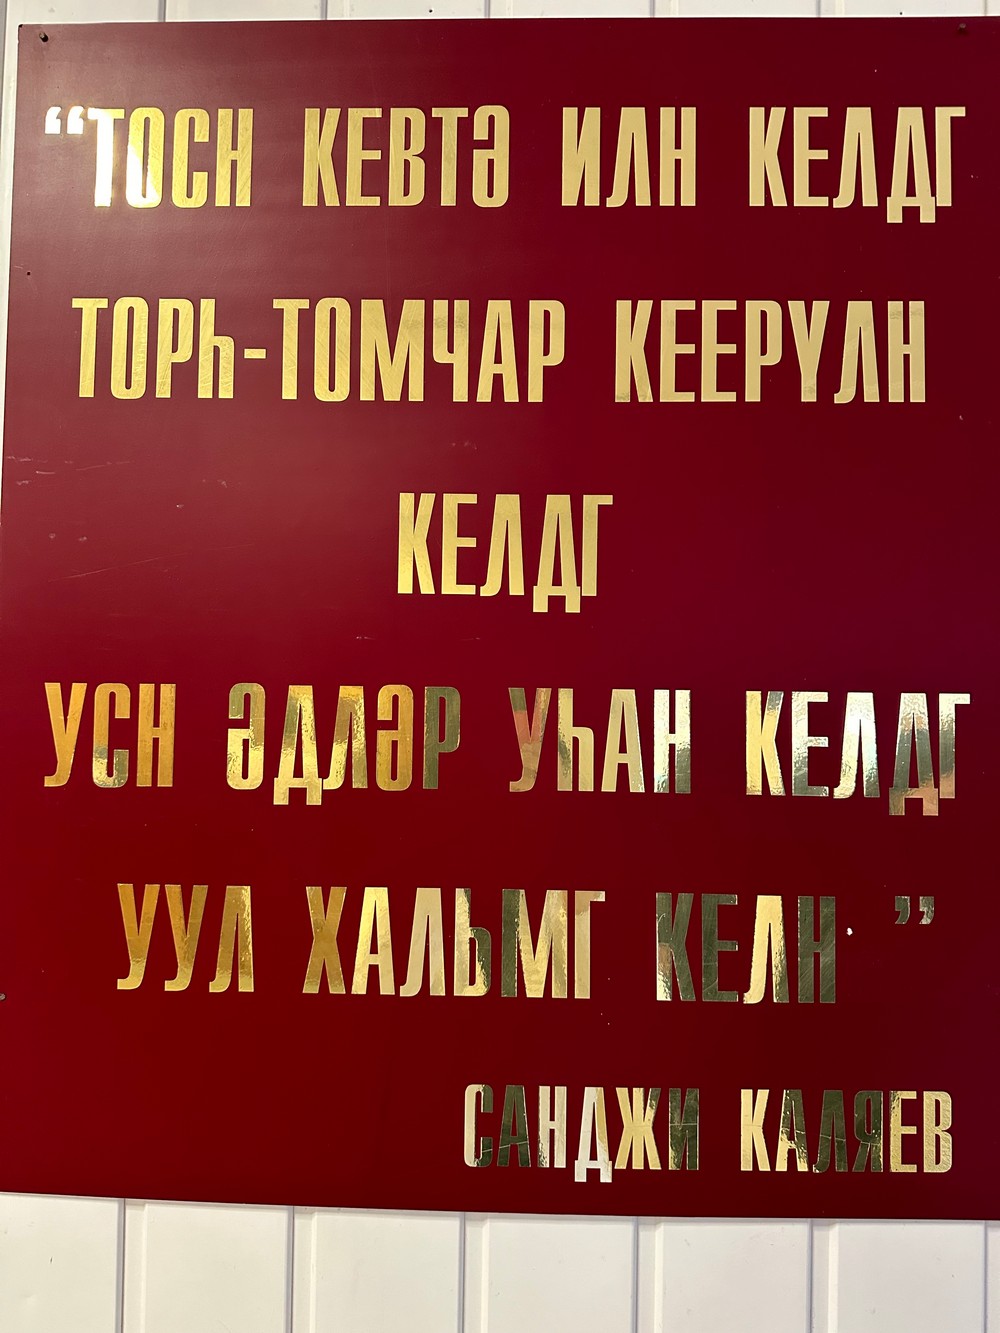 “ТОСН КЕВТӘ ИЛН КЕЛДГ
ТОРҺ-ТОМЧАР КЕЕРҮЛН
КЕЛДГ
УСН ӘДЛӘР УҺАН КЕЛДГ
УУЛ ХАЛЬМГ КЕЛН ”
САНДЖИ КАЛЯЕВ